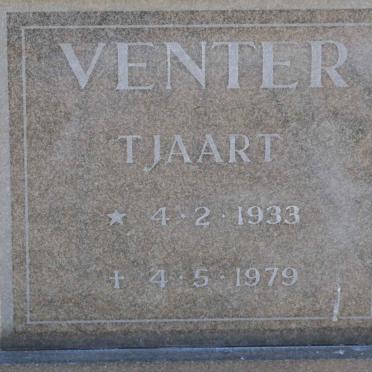 VENTER
TJAART
★ 4·2·1933
✝ 4·5·1979